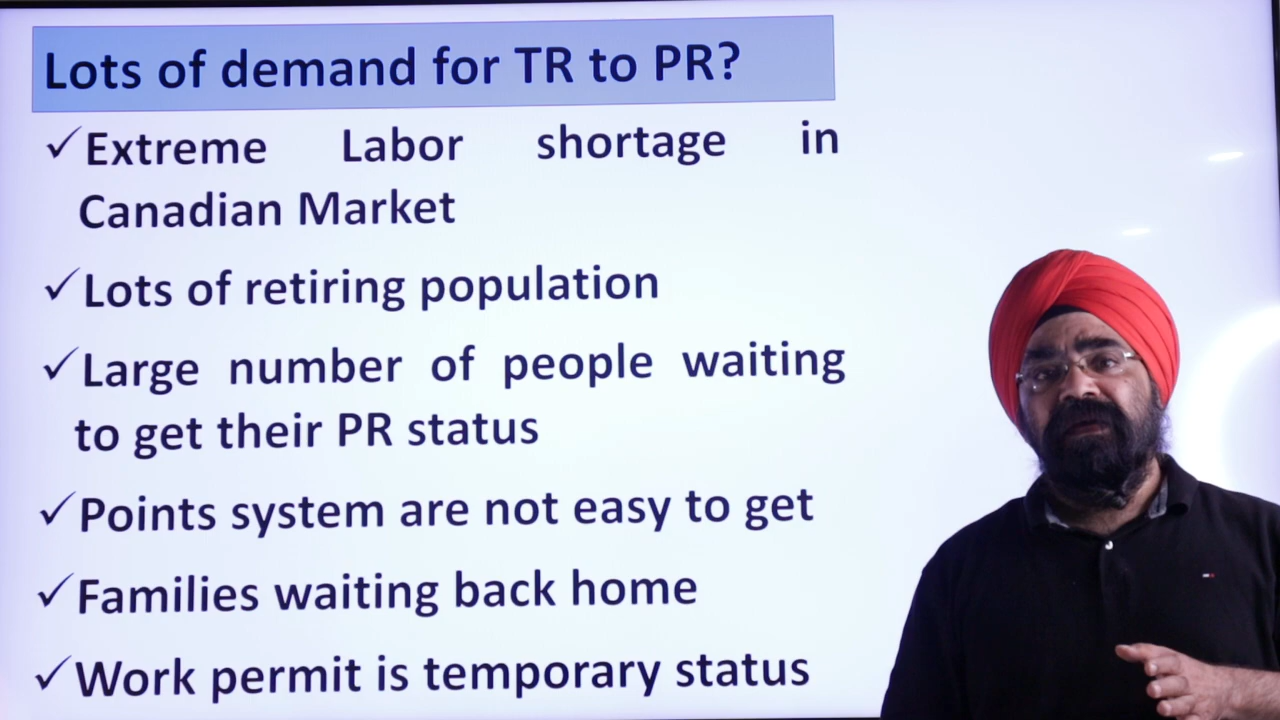 Lots of demand for TR to PR?
✓Extreme Labor shortage in
Canadian Market
✓Lots of retiring population
✓Large number of people waiting
to get their PR status
✓Points system are not easy to get
✓Families waiting back home
✓Work permit is temporary status